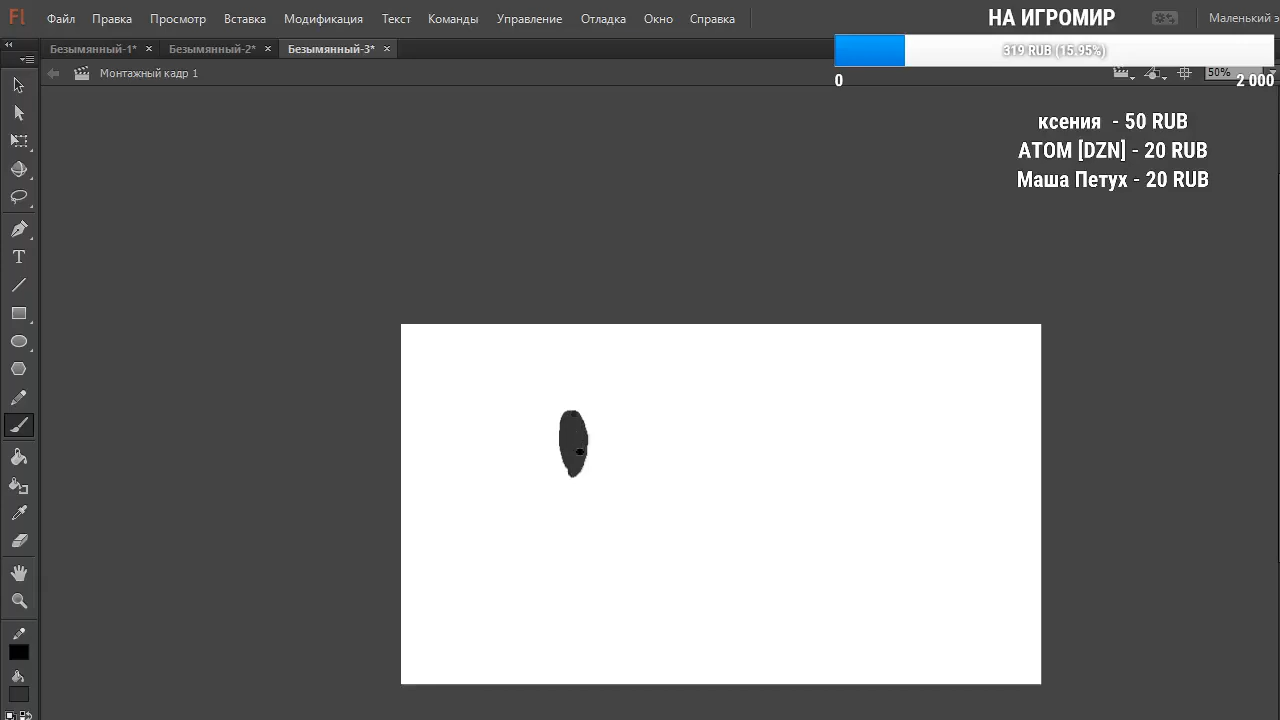 Fl Файл Правка Просмотр Вставка Модификация Текст Команды Управление Отладка Окно Справка Маленький э
НА ИГРОМИР
Безымянный-1* × Безымянный-2* × Безымянный-3* ×
319 RUB (15.95%)
Монтажный кадр 1
50%
0 2 000
ксения - 50 RUB
ATOM [DZN] - 20 RUB
Маша Петух - 20 RUB
T